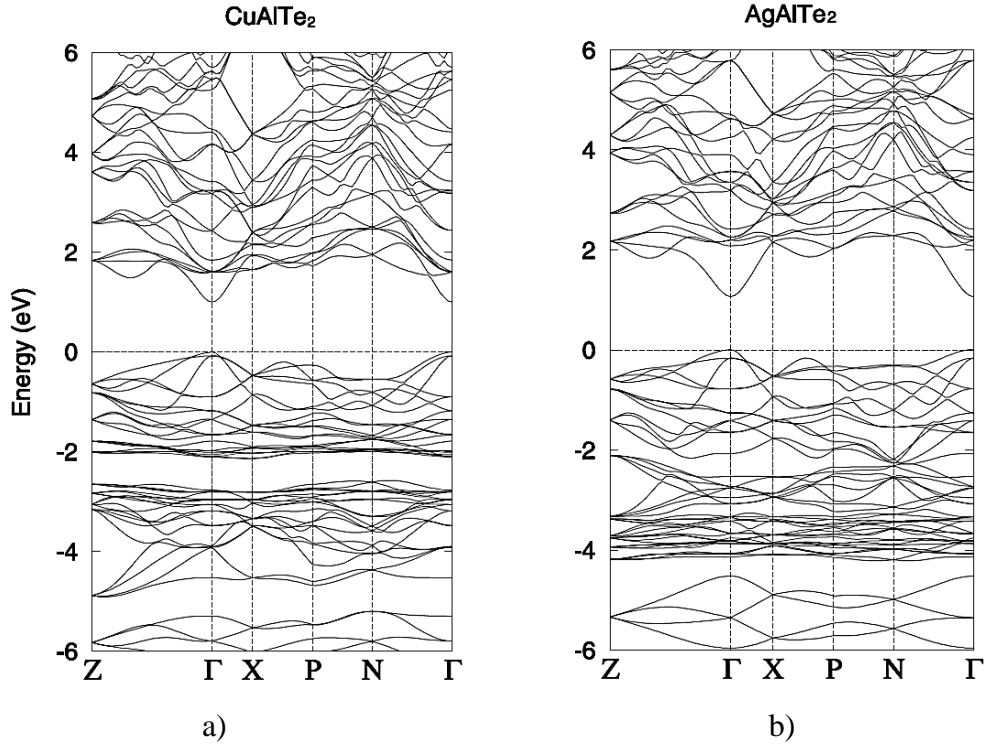 CuAlTe₂
AgAlTe₂
Energy (eV)
6
4
2
0
-2
-4
-6
Z Γ X P N Γ
a)
6
4
2
0
-2
-4
-6
Z Γ X P N Γ
b)